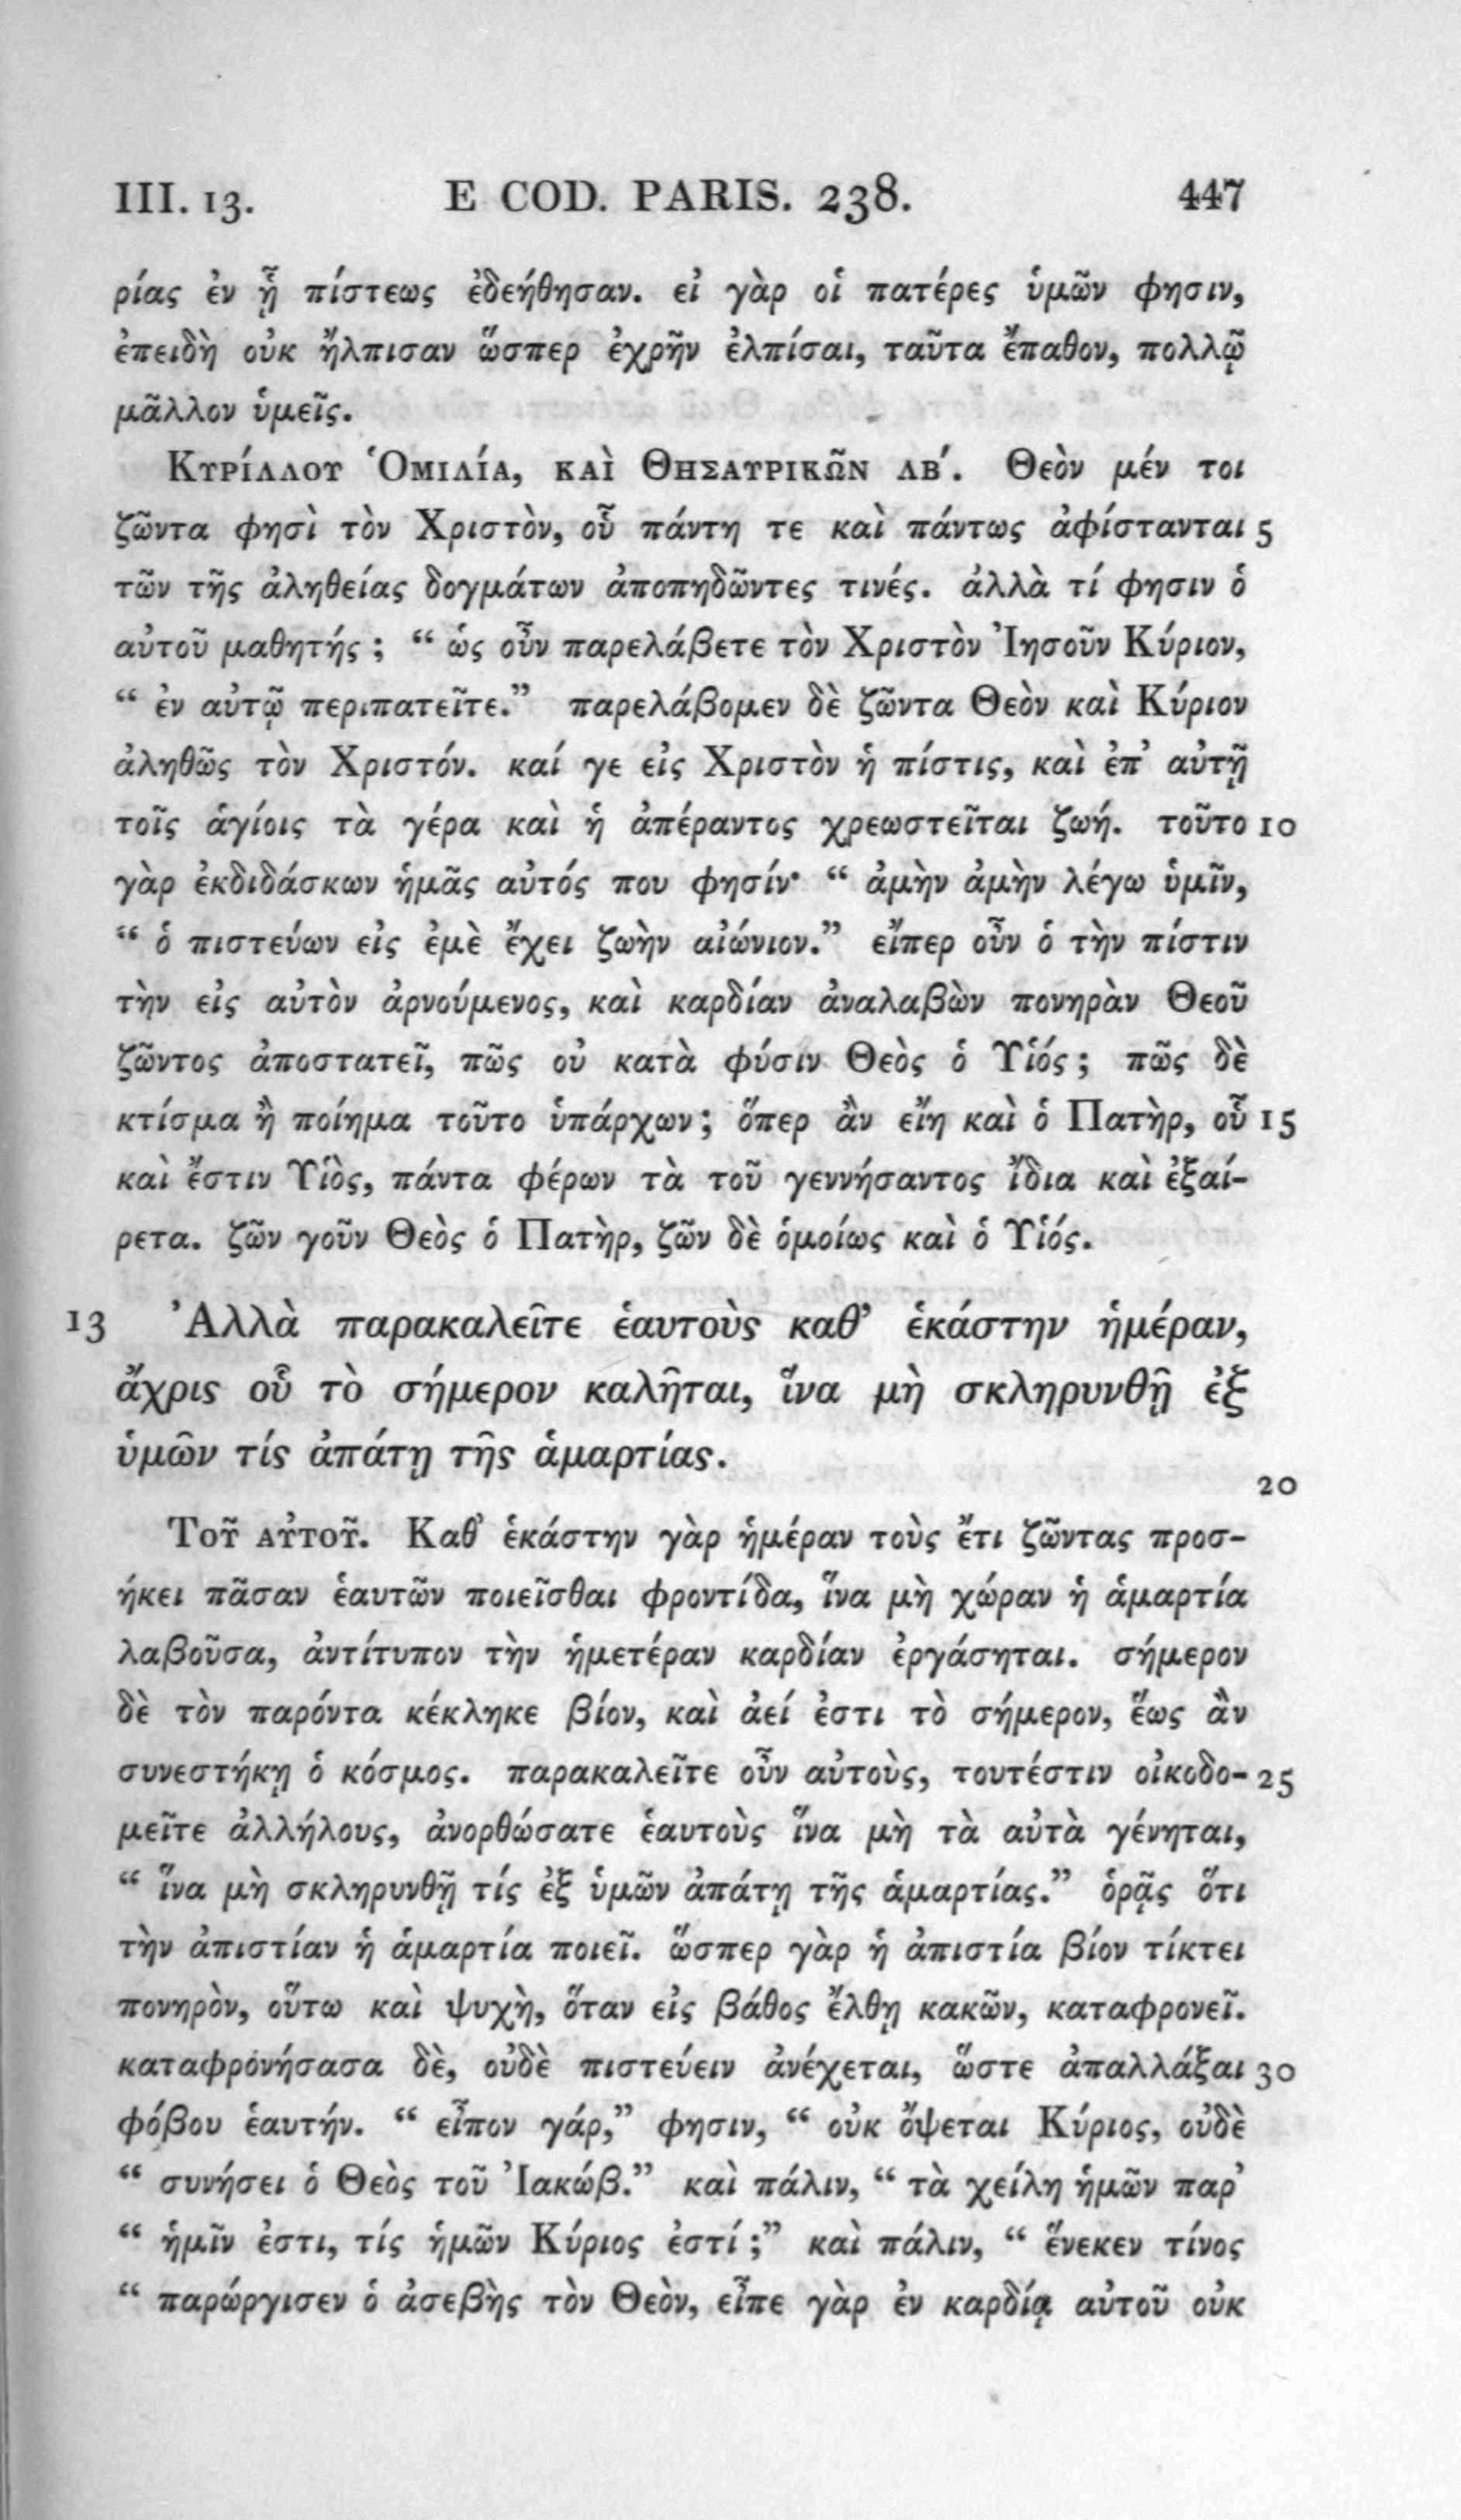 III. 13. E COD. PARIS. 238. 447
ρίας ἐν ᾗ πίστεως ἐδεήθησαν. εἰ γὰρ οἱ πατέρες ὑμῶν φησιν,
ἐπειδὴ οὐκ ἤλπισαν ὥσπερ ἐχρῆν ἐλπίσαι, ταῦτα ἔπαθον, πολλῷ
μᾶλλον ὑμεῖς.
ΚΥΡΊΛΛΟΥ ὉΜΙΛΊΑ, ΚΑῚ ΘΗΣΑΥΡΙΚΩ͂Ν ΛΒ΄. Θεὸν μέν τοι
ζῶντα φησὶ τὸν Χριστὸν, οὗ πάντη τε καὶ πάντως ἀφίστανται 5
τῶν τῆς ἀληθείας δογμάτων ἀποπηδῶντες τινές. ἀλλὰ τί φησιν ὁ
αὐτοῦ μαθητής ; “ ὡς οὖν παρελάβετε τὸν Χριστὸν Ἰησοῦν Κύριον,
“ ἐν αὐτῷ περιπατεῖτε.” παρελάβομεν δὲ ζῶντα Θεὸν καὶ Κύριον
ἀληθῶς τὸν Χριστόν. καί γε εἰς Χριστὸν ἡ πίστις, καὶ ἐπ’ αὐτῇ
τοῖς ἁγίοις τὰ γέρα καὶ ἡ ἀπέραντος χρεωστεῖται ζωή. τοῦτο 10
γὰρ ἐκδιδάσκων ἡμᾶς αὐτός που φησίν· “ ἀμὴν ἀμὴν λέγω ὑμῖν,
“ ὁ πιστεύων εἰς ἐμὲ ἔχει ζωὴν αἰώνιον.” εἴπερ οὖν ὁ τὴν πίστιν
τὴν εἰς αὐτὸν ἀρνούμενος, καὶ καρδίαν ἀναλαβὼν πονηρὰν Θεοῦ
ζῶντος ἀποστατεῖ, πῶς οὐ κατὰ φύσιν Θεὸς ὁ Υἱός ; πῶς δὲ
κτίσμα ἢ ποίημα τοῦτο ὑπάρχων ; ὅπερ ἂν εἴη καὶ ὁ Πατὴρ, οὗ 15
καὶ ἔστιν Υἱὸς, πάντα φέρων τὰ τοῦ γεννήσαντος ἴδια καὶ ἐξαί-
ρετα. ζῶν γοῦν Θεὸς ὁ Πατὴρ, ζῶν δὲ ὁμοίως καὶ ὁ Υἱός.
13 Ἀλλὰ παρακαλεῖτε ἑαυτοὺς καθ’ ἑκάστην ἡμέραν,
ἄχρις οὗ τὸ σήμερον καλῆται, ἵνα μὴ σκληρυνθῇ ἐξ
ὑμῶν τίς ἀπάτῃ τῆς ἁμαρτίας.
20
ΤΟΥ͂ ΑΥ̓ΤΟΥ͂. Καθ’ ἑκάστην γὰρ ἡμέραν τοὺς ἔτι ζῶντας προσ-
ήκει πᾶσαν ἑαυτῶν ποιεῖσθαι φροντίδα, ἵνα μὴ χώραν ἡ ἁμαρτία
λαβοῦσα, ἀντίτυπον τὴν ἡμετέραν καρδίαν ἐργάσηται. σήμερον
δὲ τὸν παρόντα κέκληκε βίον, καὶ ἀεί ἐστι τὸ σήμερον, ἕως ἂν
συνεστήκῃ ὁ κόσμος. παρακαλεῖτε οὖν αὐτοὺς, τουτέστιν οἰκοδο- 25
μεῖτε ἀλλήλους, ἀνορθώσατε ἑαυτοὺς ἵνα μὴ τὰ αὐτὰ γένηται,
“ ἵνα μὴ σκληρυνθῇ τίς ἐξ ὑμῶν ἀπάτῃ τῆς ἁμαρτίας.” ὁρᾷς ὅτι
τὴν ἀπιστίαν ἡ ἁμαρτία ποιεῖ. ὥσπερ γὰρ ἡ ἀπιστία βίον τίκτει
πονηρὸν, οὕτω καὶ ψυχὴ, ὅταν εἰς βάθος ἔλθῃ κακῶν, καταφρονεῖ.
καταφρονήσασα δὲ, οὐδὲ πιστεύειν ἀνέχεται, ὥστε ἀπαλλάξαι 30
φόβου ἑαυτήν. “ εἶπον γάρ,” φησιν, “ οὐκ ὄψεται Κύριος, οὐδὲ
“ συνήσει ὁ Θεὸς τοῦ Ἰακώβ.” καὶ πάλιν, “ τὰ χείλη ἡμῶν παρ’
“ ἡμῖν ἐστι, τίς ἡμῶν Κύριος ἐστί ;” καὶ πάλιν, “ ἕνεκεν τίνος
“ παρώργισεν ὁ ἀσεβὴς τὸν Θεὸν, εἶπε γὰρ ἐν καρδίᾳ αὐτοῦ οὐκ